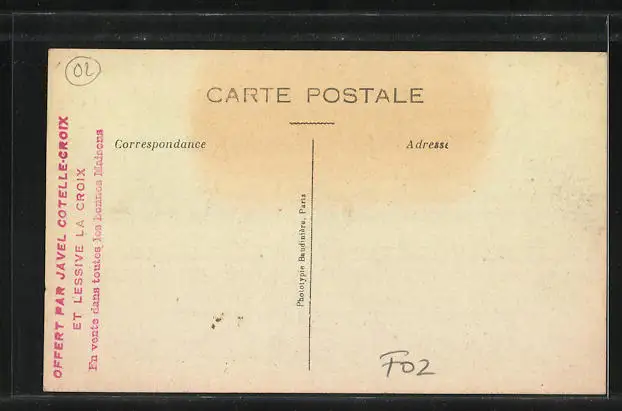 02
CARTE POSTALE
Correspondance
Adresse
OFFERT PAR JAVEL COTELLE-CROIX
ET LESSIVE LA CROIX
En vente dans toutes les bonnes Maisons
Phototypie Baudinière, Paris
F02